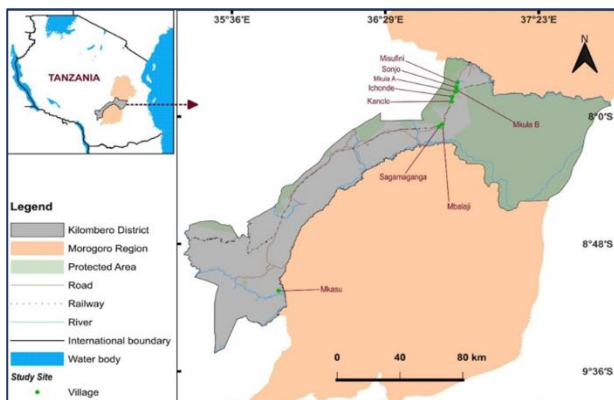 35°36'E
36°29'E
37°23'E
TANZANIA
N
Misufini
Sonjo
Mkula A
Ichonde
Kanolo
Mkula B
8°0'S
Sagamaganga
Mbalaji
8°48'S
Mkasu
9°36'S
0 40 80 km
Legend
Kilombero District
Morogoro Region
Protected Area
Road
Railway
River
International boundary
Water body
Study Site
Village